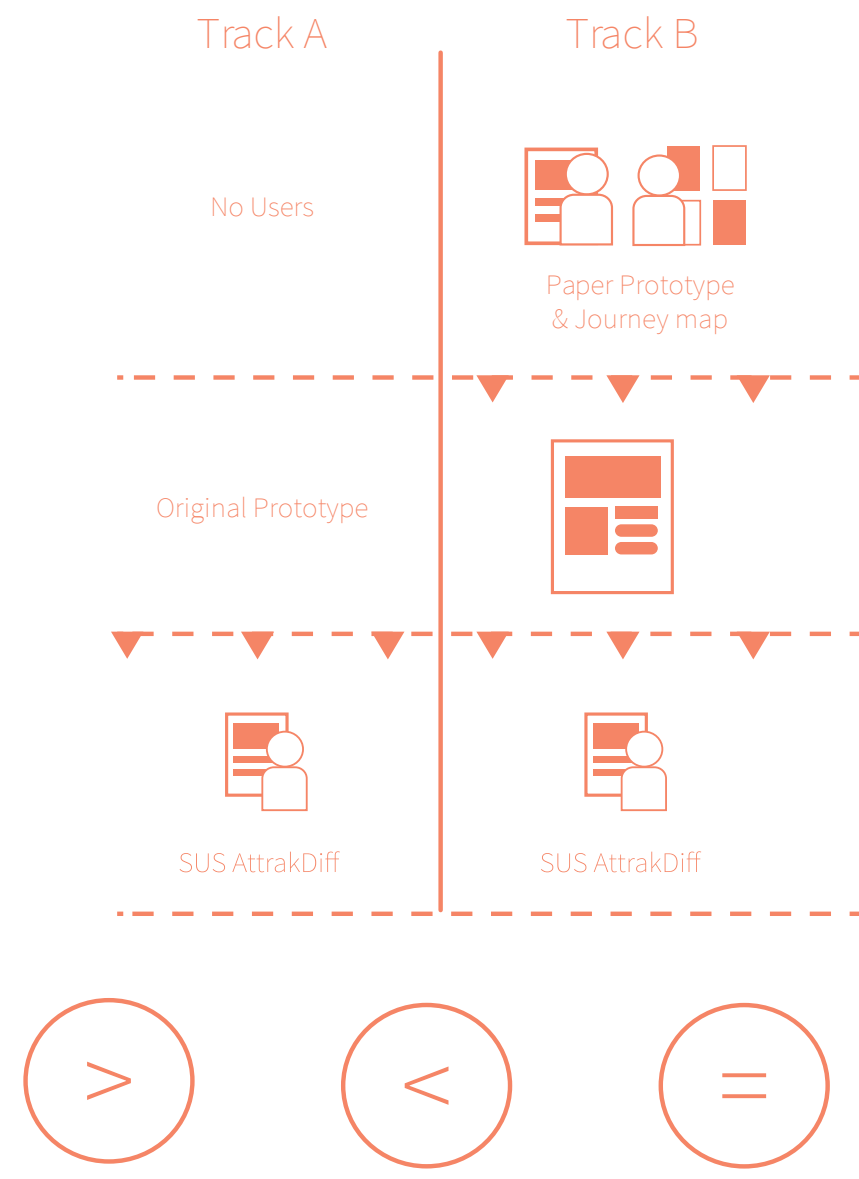 Track A
Track B
No Users
Paper Prototype
& Journey map
Original Prototype
SUS AttrakDiff
SUS AttrakDiff
>
<
=